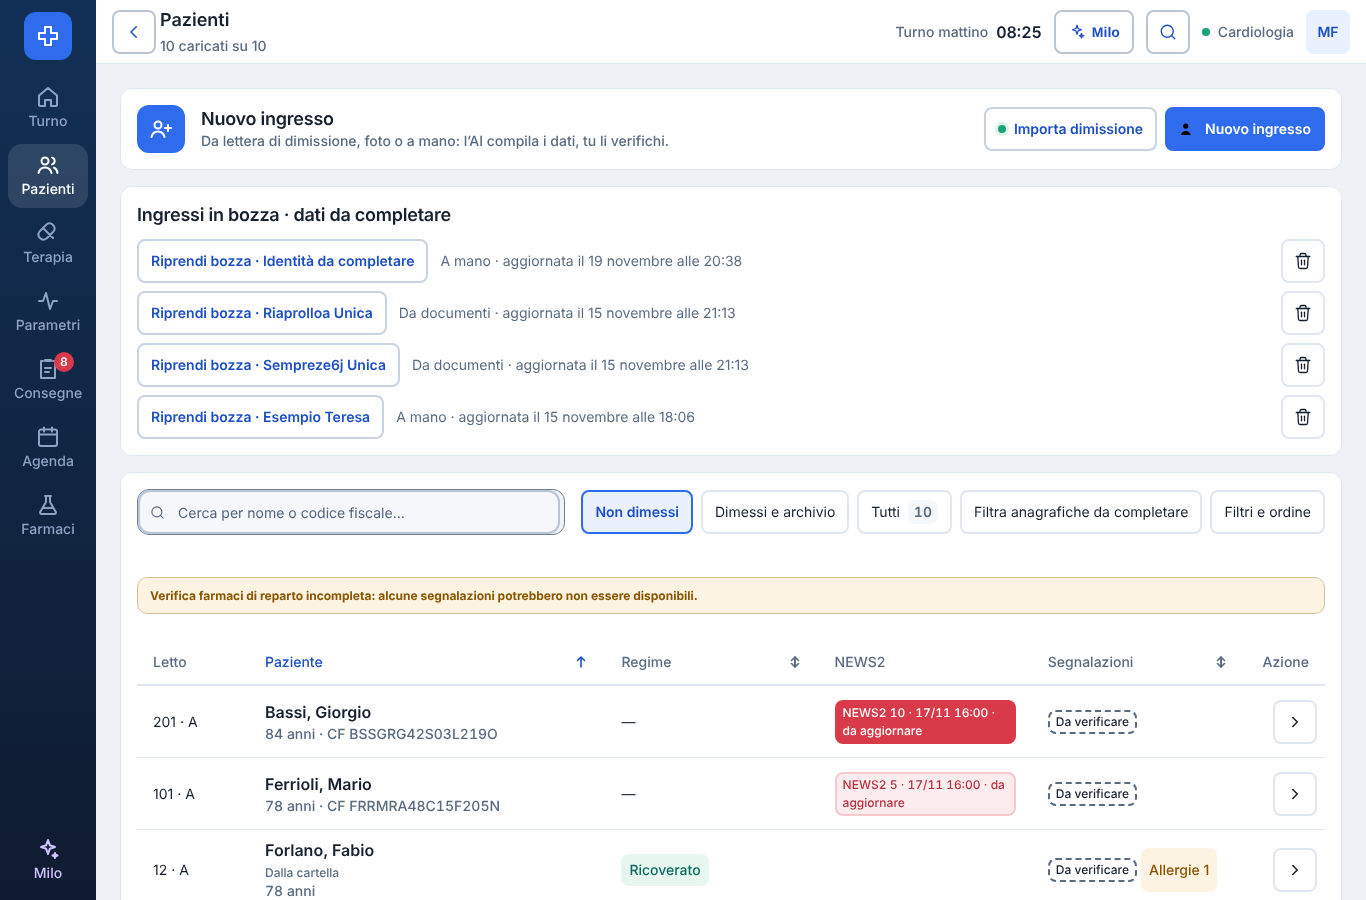 Pazienti
10 caricati su 10
Turno mattino 08:25
Milo
Cardiologia
MF
Turno
Pazienti
Terapia
Parametri
8
Consegne
Agenda
Farmaci
Milo
Nuovo ingresso
Da lettera di dimissione, foto o a mano: l’AI compila i dati, tu li verifichi.
Importa dimissione
Nuovo ingresso
Ingressi in bozza · dati da completare
Riprendi bozza · Identità da completare
A mano · aggiornata il 19 novembre alle 20:38
Riprendi bozza · Riaprolloa Unica
Da documenti · aggiornata il 15 novembre alle 21:13
Riprendi bozza · Sempreze6j Unica
Da documenti · aggiornata il 15 novembre alle 21:13
Riprendi bozza · Esempio Teresa
A mano · aggiornata il 15 novembre alle 18:06
Cerca per nome o codice fiscale...
Non dimessi
Dimessi e archivio
Tutti 10
Filtra anagrafiche da completare
Filtri e ordine
Verifica farmaci di reparto incompleta: alcune segnalazioni potrebbero non essere disponibili.
Letto Paziente Regime NEWS2 Segnalazioni Azione
201 · A
Bassi, Giorgio
84 anni · CF BSSGRG42S03L219O
—
NEWS2 10 · 17/11 16:00 ·
da aggiornare
Da verificare
101 · A
Ferrioli, Mario
78 anni · CF FRRMRA48C15F205N
—
NEWS2 5 · 17/11 16:00 · da
aggiornare
Da verificare
12 · A
Forlano, Fabio
Dalla cartella
78 anni
Ricoverato
Da verificare
Allergie 1